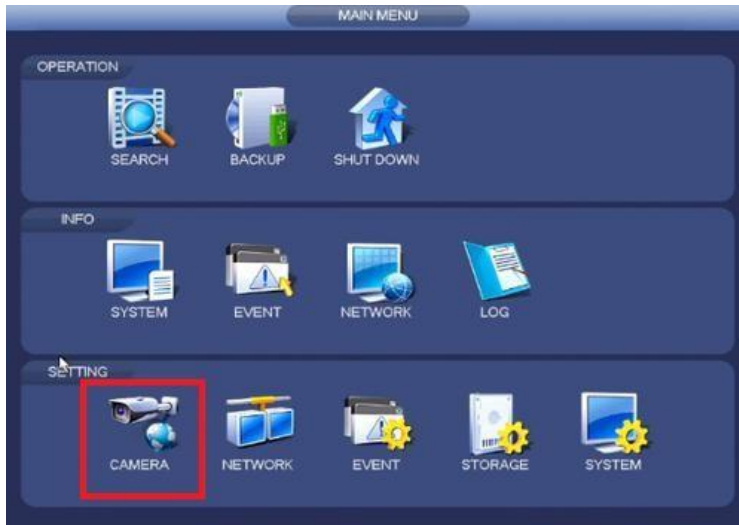 MAIN MENU
OPERATION
SEARCH BACKUP SHUT DOWN
INFO
SYSTEM EVENT NETWORK LOG
SETTING
CAMERA NETWORK EVENT STORAGE SYSTEM